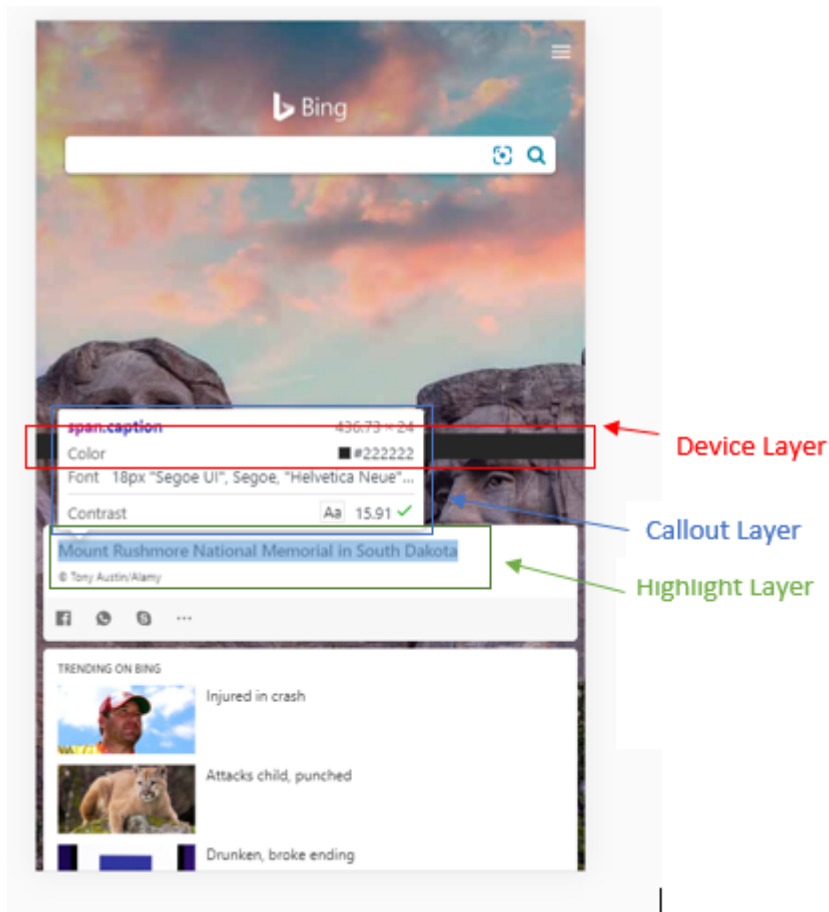 Bing
span.caption 436.73 × 24
Color #222222
Font 18px "Segoe UI", Segoe, "Helvetica Neue"...
Contrast Aa 15.91
Mount Rushmore National Memorial in South Dakota
© Tony Austin/Alamy
TRENDING ON BING
Injured in crash
Attacks child, punched
Drunken, broke ending
Device Layer
Callout Layer
Highlight Layer